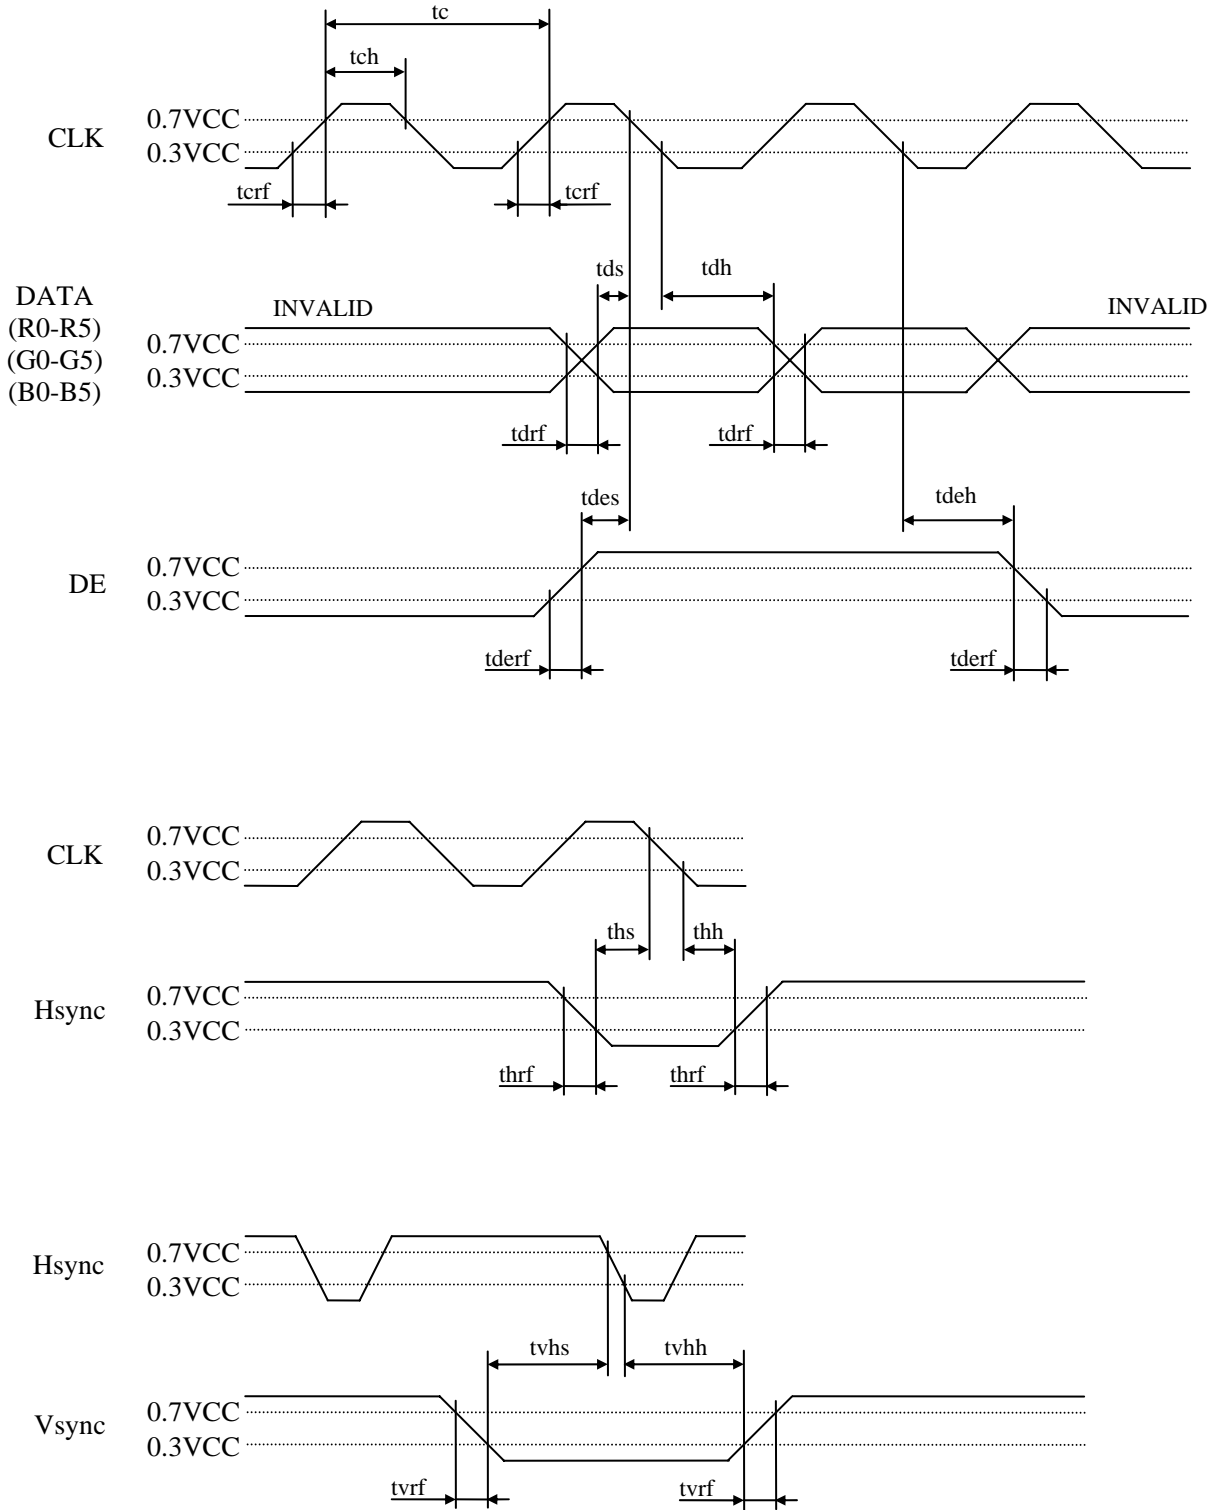 tc
tch
0.7VCC
CLK
0.3VCC
tcrf
tcrf
tds
tdh
DATA
(R0-R5)
(G0-G5)
(B0-B5)
INVALID
INVALID
0.7VCC
0.3VCC
tdrf
tdrf
tdes
tdeh
0.7VCC
DE
0.3VCC
tderf
tderf
0.7VCC
CLK
0.3VCC
ths
thh
0.7VCC
Hsync
0.3VCC
thrf
thrf
0.7VCC
Hsync
0.3VCC
tvhs
tvhh
0.7VCC
Vsync
0.3VCC
tvrf
tvrf